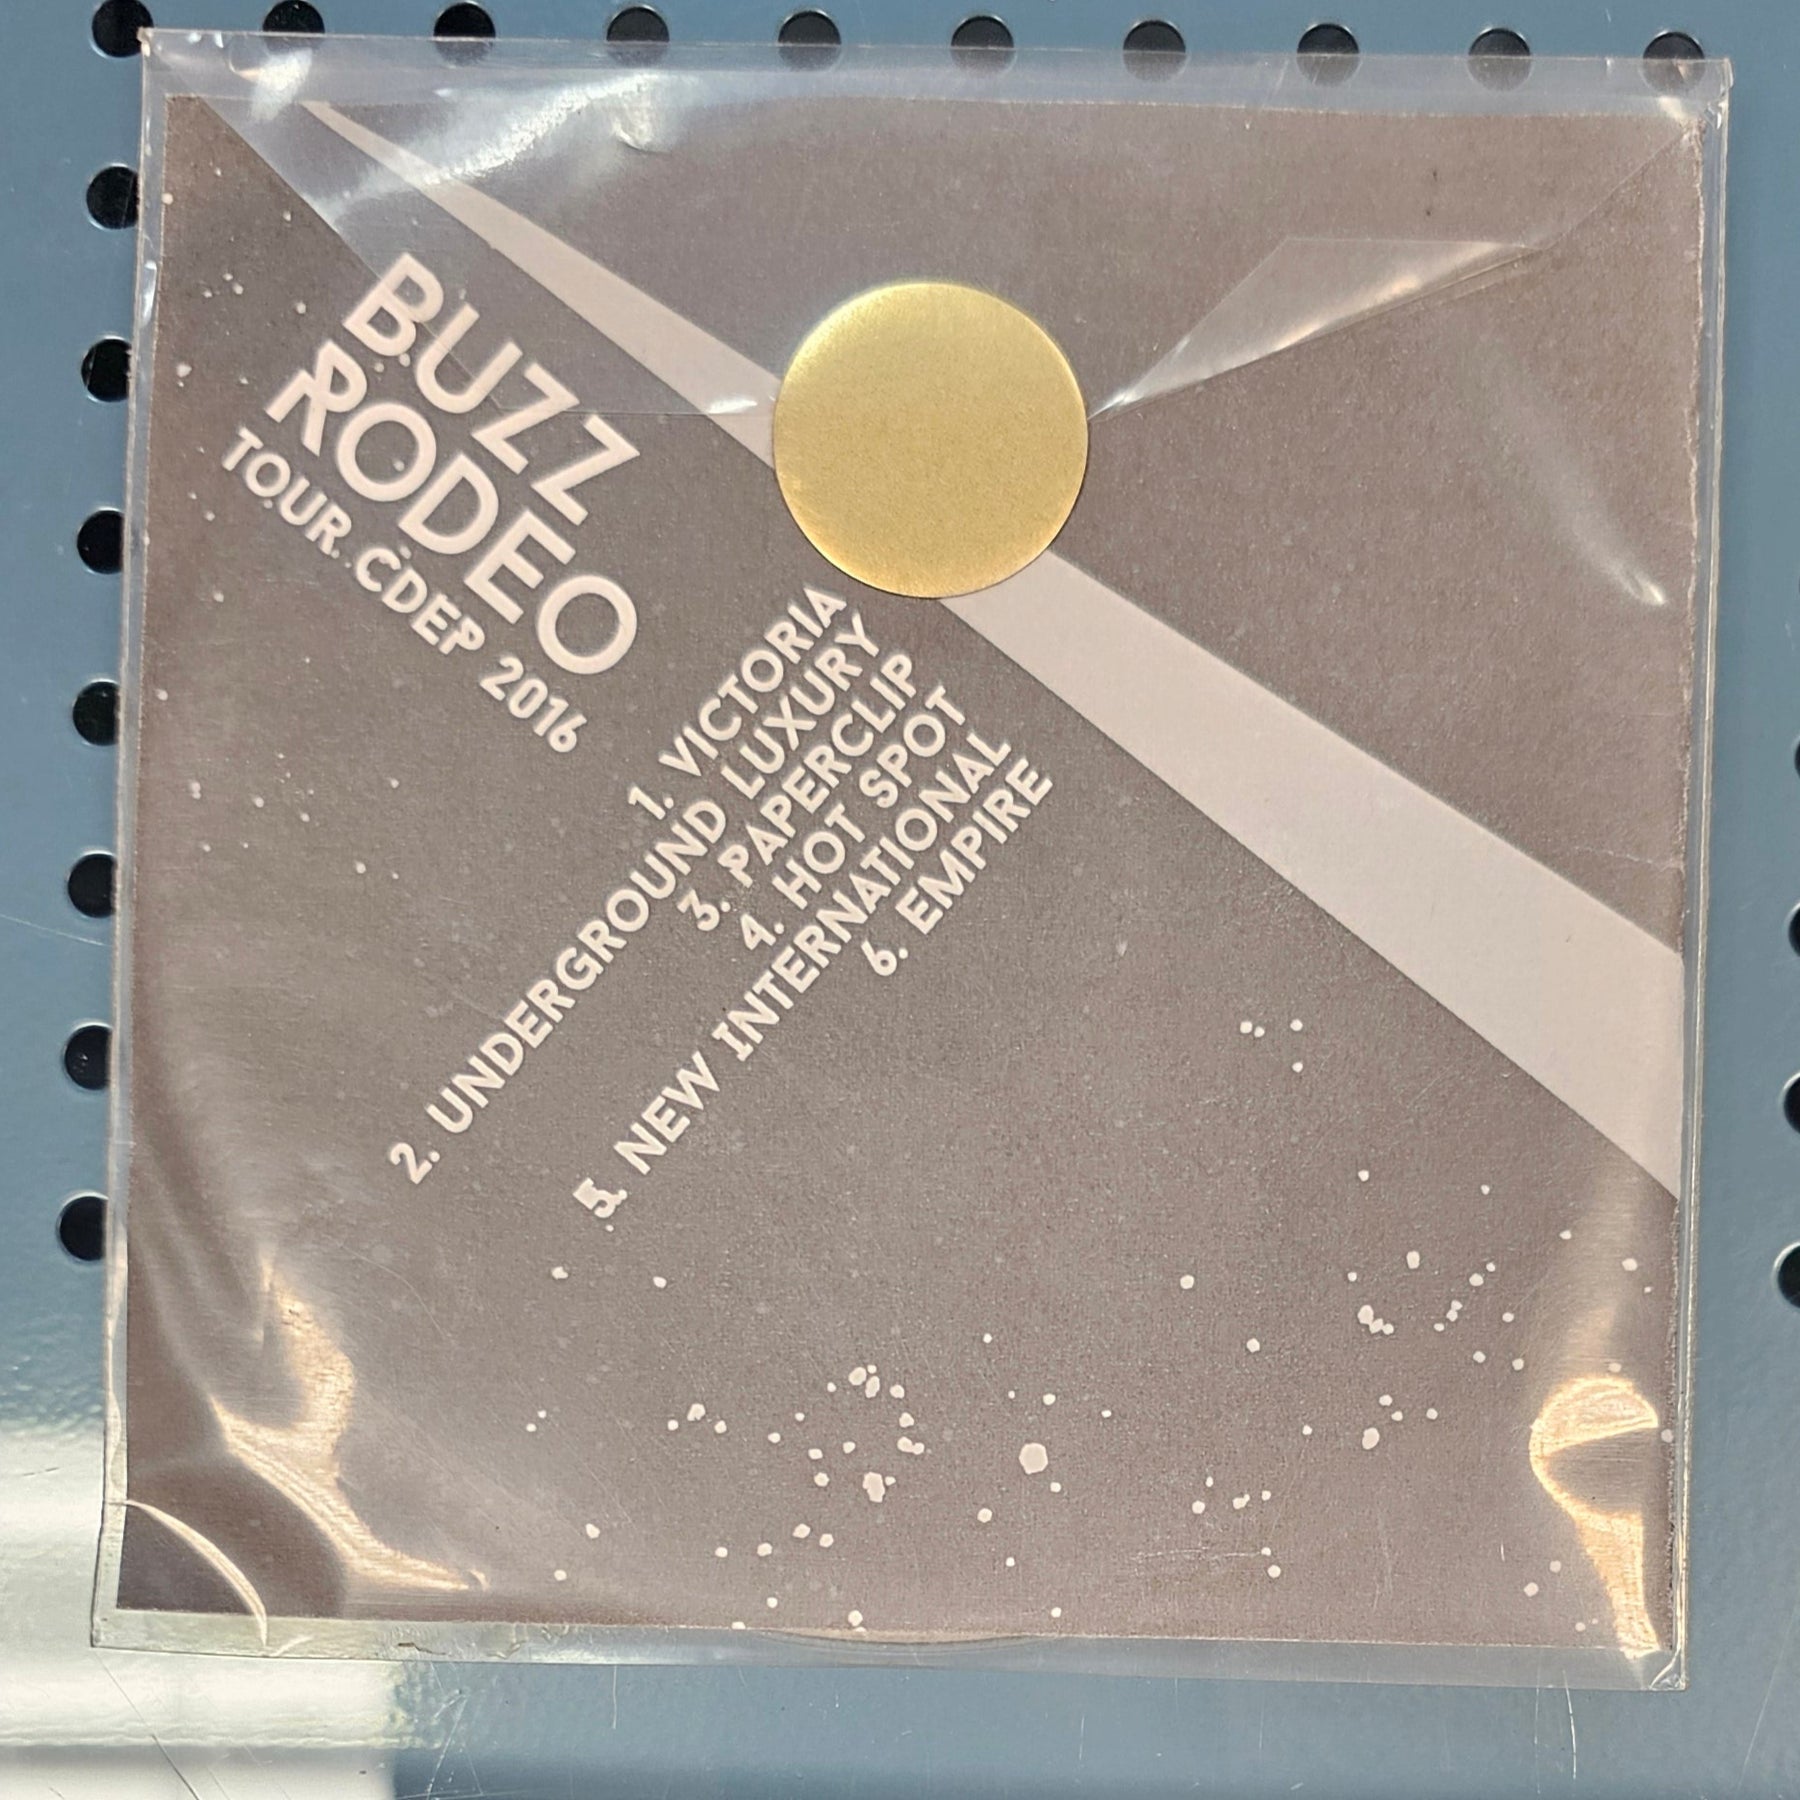 BUZZ
RODEO
TOUR CDEP 2016
1. VICTORIA
2. UNDERGROUND LUXURY
3. PAPERCLIP
4. HOT SPOT
5. NEW INTERNATIONAL
6. EMPIRE